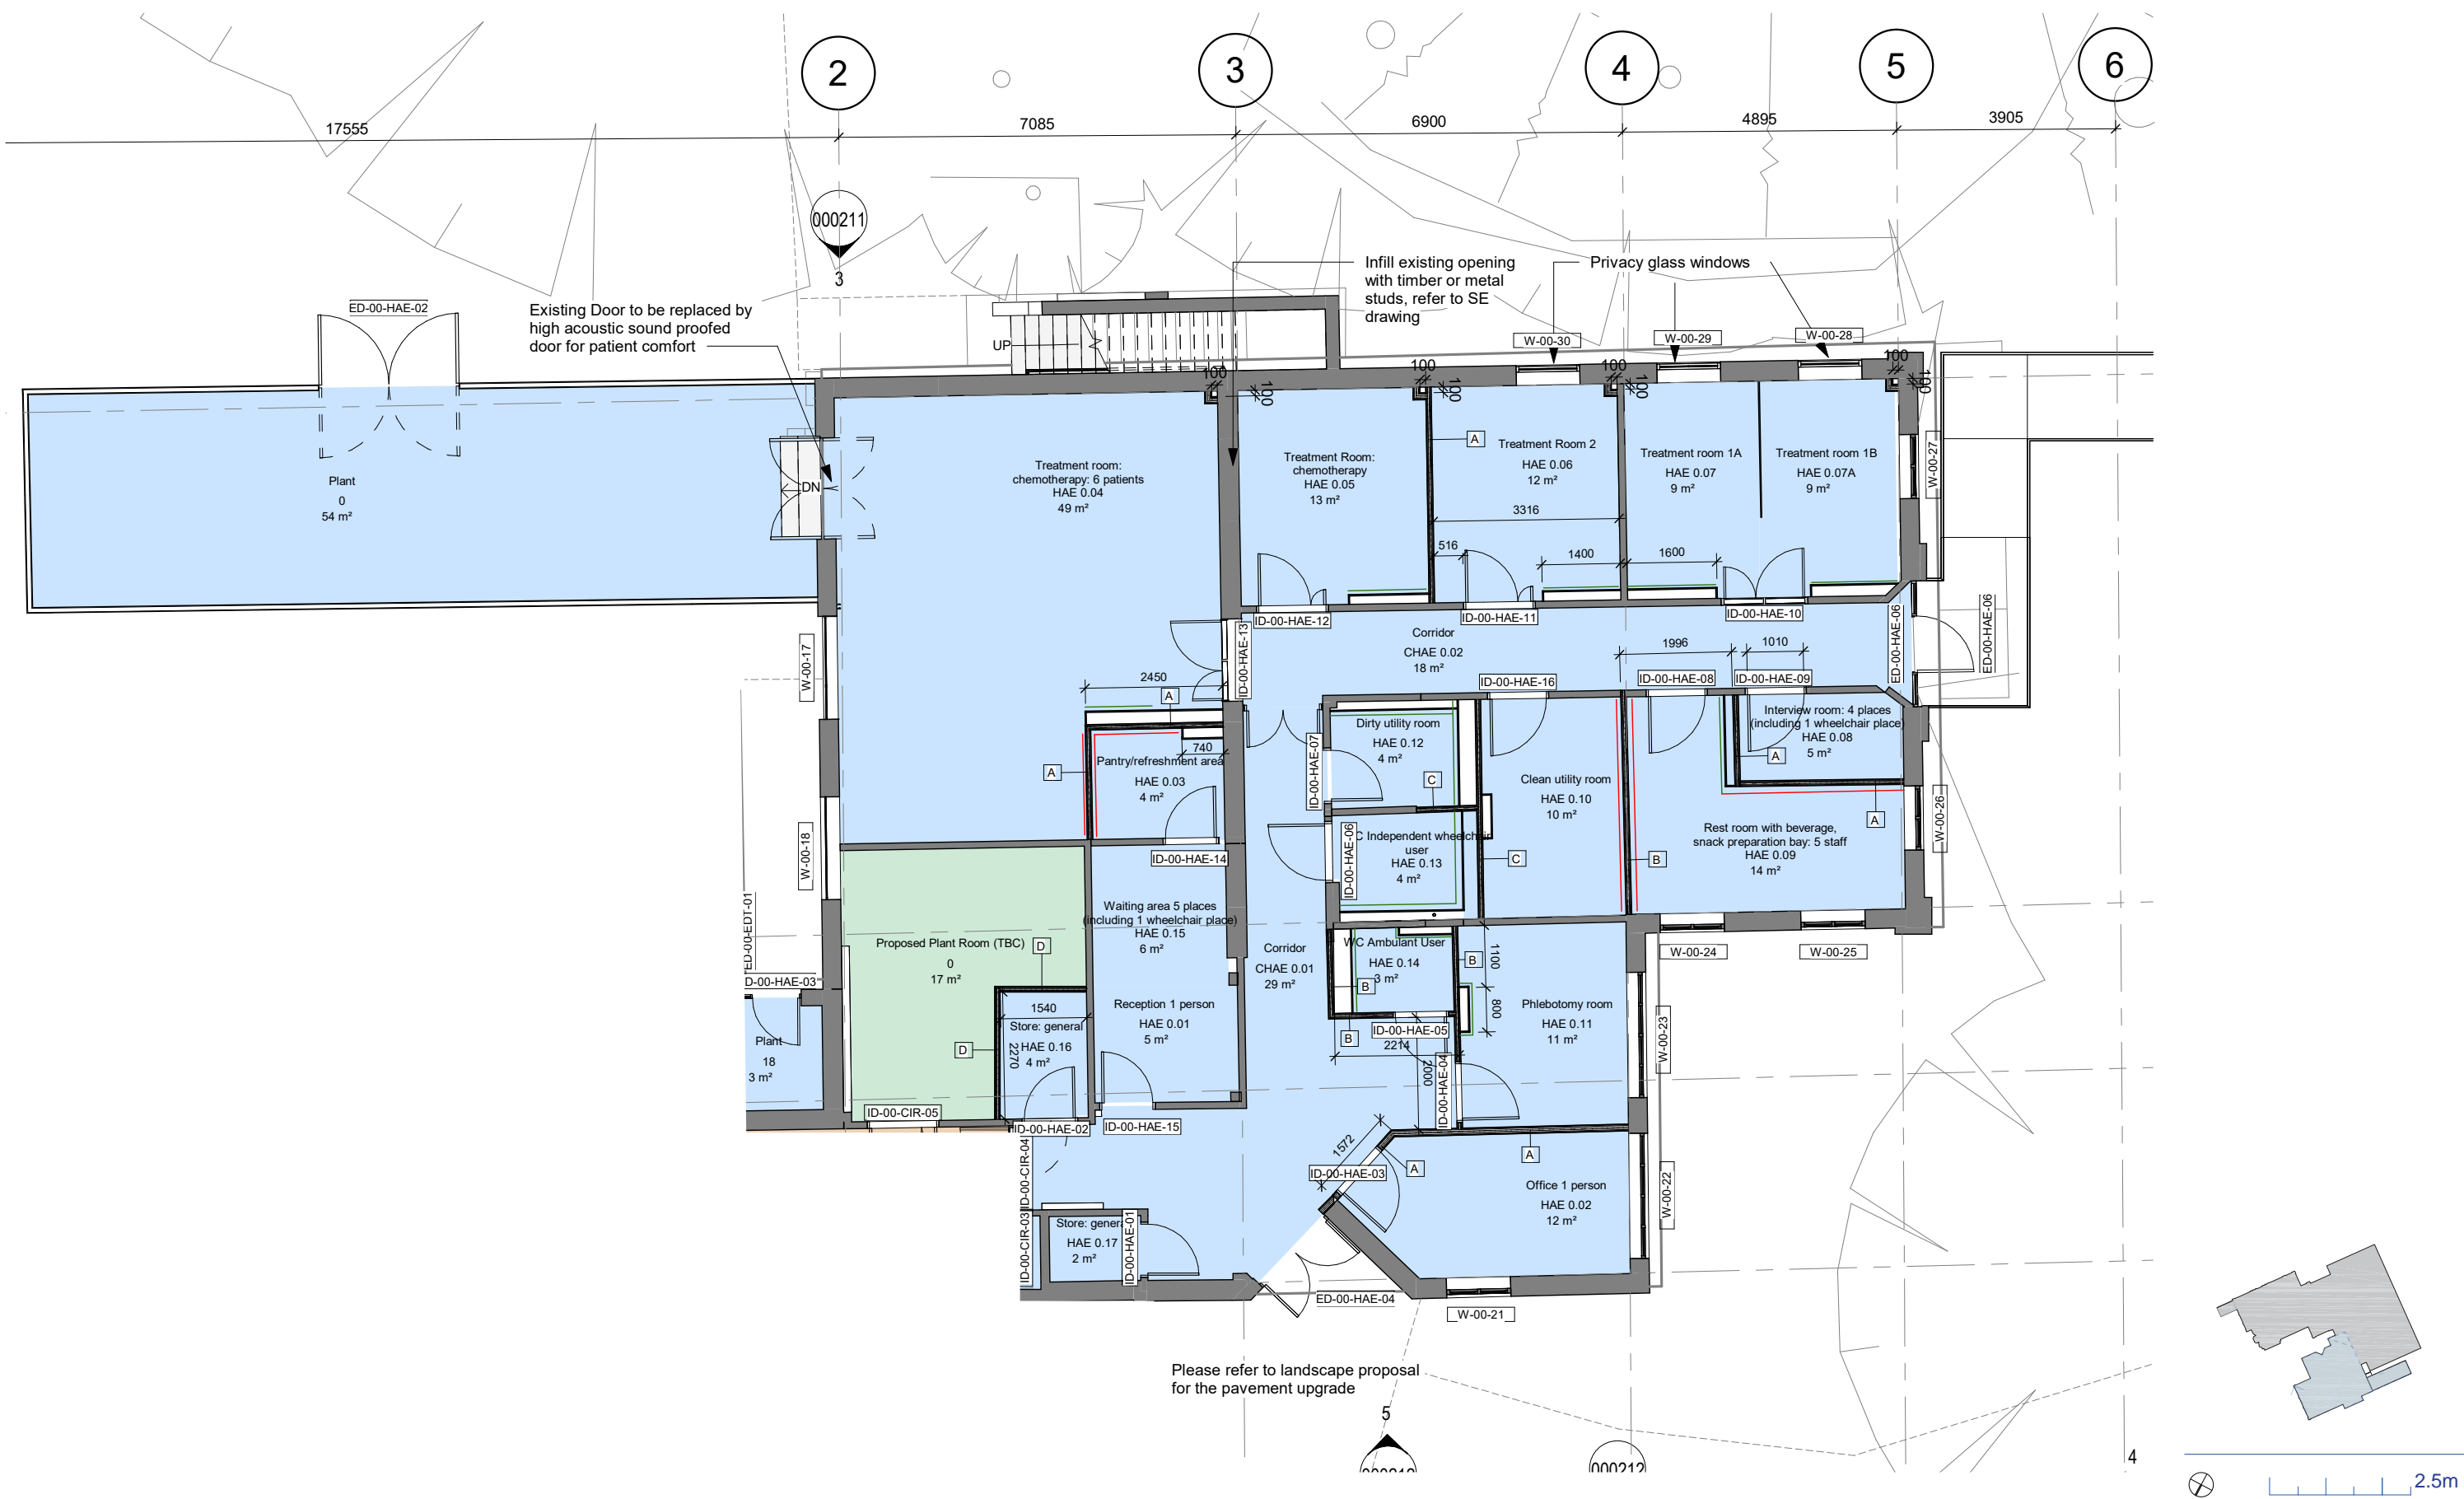 2
3
4
5
6
17555
7085
6900
4895
3905
000211
3
Infill existing opening
with timber or metal
studs, refer to SE
drawing
Privacy glass windows
ED-00-HAE-02
Existing Door to be replaced by
high acoustic sound proofed
door for patient comfort
UP
W-00-30
W-00-29
W-00-28
100
100
100
100
100
100
100
100
W-00-27
Plant
0
54 m²
DN
Treatment room:
chemotherapy: 6 patients
HAE 0.04
49 m²
Treatment Room:
chemotherapy
HAE 0.05
13 m²
A
Treatment Room 2
HAE 0.06
12 m²
Treatment room 1A
HAE 0.07
9 m²
Treatment room 1B
HAE 0.07A
9 m²
3316
516
1400
1600
ID-00-HAE-12
ID-00-HAE-11
ID-00-HAE-10
ED-00-HAE-06
ED-00-HAE-06
W-00-17
ID-00-HAE-13
Corridor
CHAE 0.02
18 m²
1996
1010
2450
A
ID-00-HAE-16
ID-00-HAE-08
ID-00-HAE-09
740
Pantry/refreshment area
HAE 0.03
4 m²
A
ID-00-HAE-07
Dirty utility room
HAE 0.12
4 m²
C
Clean utility room
HAE 0.10
10 m²
Interview room: 4 places
(including 1 wheelchair place)
HAE 0.08
5 m²
A
W-00-18
ID-00-HAE-14
ID-00-HAE-06
C Independent wheelchair
user
HAE 0.13
4 m²
C
B
Rest room with beverage,
snack preparation bay: 5 staff
HAE 0.09
14 m²
A
W-00-26
ED-00-EDT-01
D-00-HAE-03
Proposed Plant Room (TBC)
0
17 m²
D
Waiting area 5 places
(including 1 wheelchair place)
HAE 0.15
6 m²
Corridor
CHAE 0.01
29 m²
WC Ambulant User
HAE 0.14
3 m²
B
B
1100
W-00-24
W-00-25
1540
Store: general
HAE 0.16
4 m²
2270
D
Reception 1 person
HAE 0.01
5 m²
B
ID-00-HAE-05
2214
2000
800
Phlebotomy room
HAE 0.11
11 m²
W-00-23
Plant
18
3 m²
ID-00-CIR-05
ID-00-HAE-02
ID-00-HAE-15
ID-00-HAE-04
ID-00-CIR-04
1572
ID-00-HAE-03
A
A
Office 1 person
HAE 0.02
12 m²
W-00-22
ID-00-CIR-03
Store: general
HAE 0.17
2 m²
ID-00-HAE-01
ED-00-HAE-04
W-00-21
Please refer to landscape proposal
for the pavement upgrade
5
000212
4
2.5m